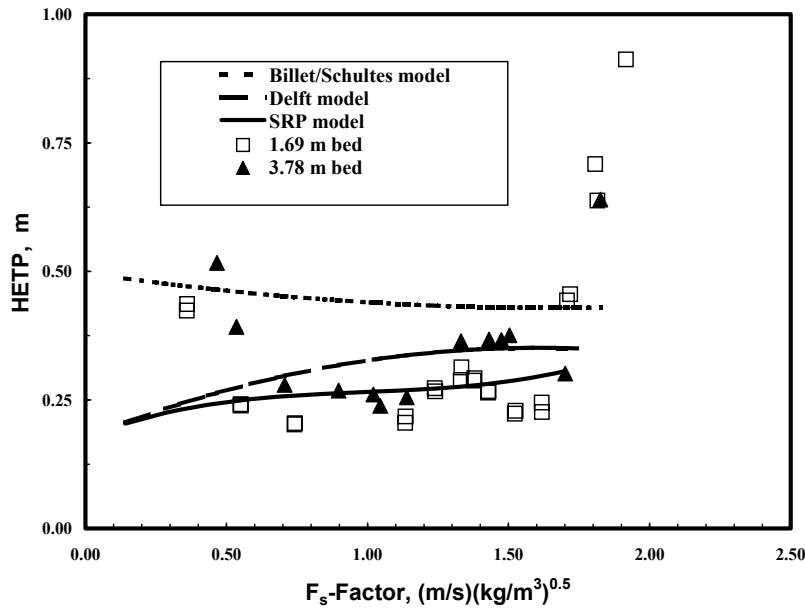 1.00
0.75
0.50
0.25
0.00
HETP, m
Billet/Schultes model
Delft model
SRP model
1.69 m bed
3.78 m bed
0.00 0.50 1.00 1.50 2.00 2.50
Fs-Factor, (m/s)(kg/m³)^0.5